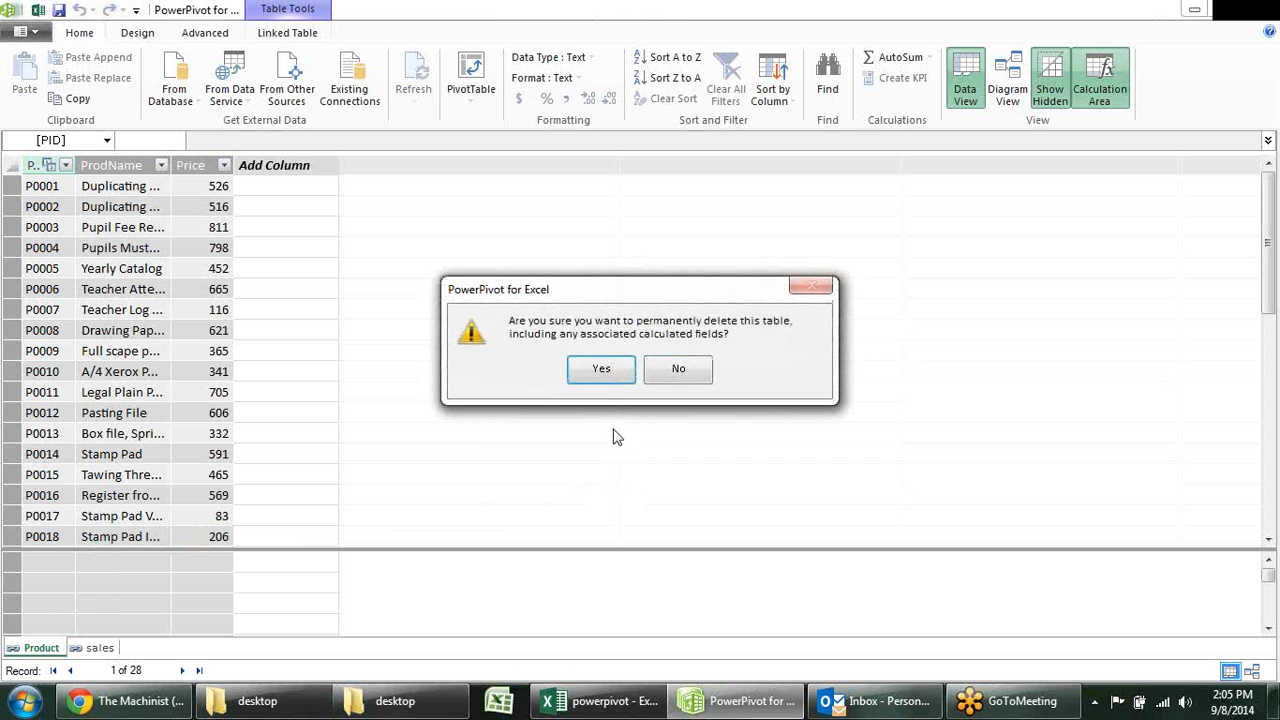 PowerPivot for ...
Table Tools
Home
Design
Advanced
Linked Table
Paste
Paste Append
Paste Replace
Copy
Clipboard
From Database
From Data Service
From Other Sources
Existing Connections
Get External Data
Refresh
PivotTable
Data Type : Text
Format : Text
$ % ,
Formatting
Sort A to Z
Sort Z to A
Clear Sort
Clear All Filters
Sort by Column
Sort and Filter
Find
Find
AutoSum
Create KPI
Calculations
Data View
Diagram View
Show Hidden
Calculation Area
View
[PID]
P.. ProdName Price Add Column
P0001 Duplicating ... 526
P0002 Duplicating ... 516
P0003 Pupil Fee Re... 811
P0004 Pupils Must... 798
P0005 Yearly Catalog 452
P0006 Teacher Atte... 665
P0007 Teacher Log ... 116
P0008 Drawing Pap... 621
P0009 Full scape p... 365
P0010 A/4 Xerox P... 341
P0011 Legal Plain P... 705
P0012 Pasting File 606
P0013 Box file, Spri... 332
P0014 Stamp Pad 591
P0015 Tawing Thre... 465
P0016 Register fro... 569
P0017 Stamp Pad V... 83
P0018 Stamp Pad I... 206
PowerPivot for Excel
Are you sure you want to permanently delete this table,
including any associated calculated fields?
Yes No
Product sales
Record: 1 of 28
The Machinist (...
desktop
desktop
powerpivot - Exc...
PowerPivot for ...
Inbox - Person...
GoToMeeting
2:05 PM
9/8/2014